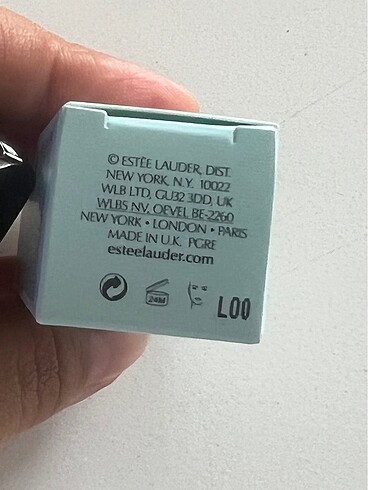 © ESTĒE LAUDER, DIST.
NEW YORK, N.Y. 10022
WLB LTD, GU32 3DD, UK
WLBS NV, OEVEL BE-2260
NEW YORK • LONDON • PARIS
MADE IN U.K. PGRE
esteelauder.com
24M
L00